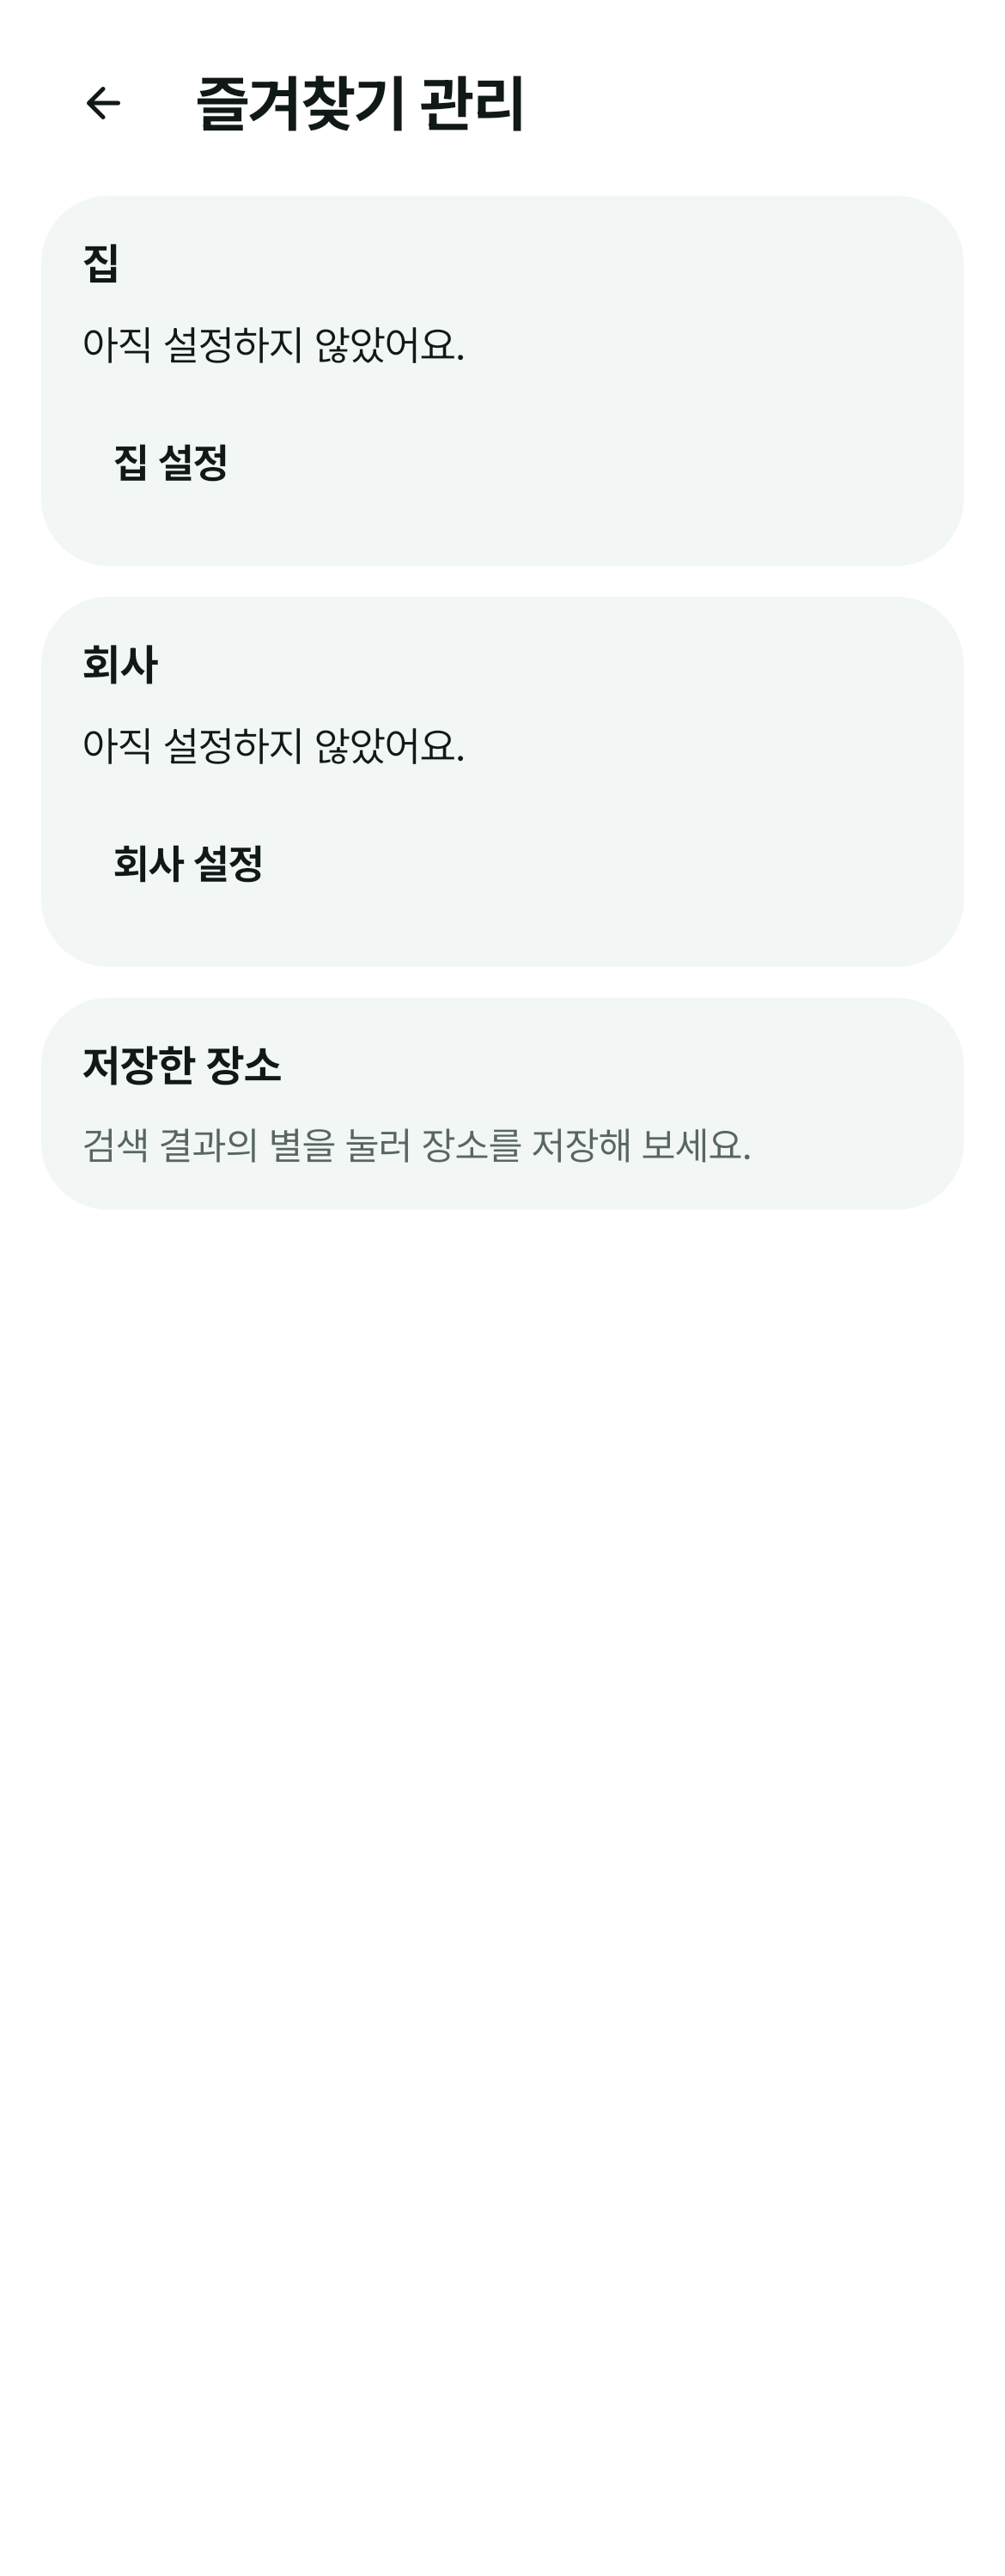 즐겨찾기 관리
집
아직 설정하지 않았어요.
집 설정
회사
아직 설정하지 않았어요.
회사 설정
저장한 장소
검색 결과의 별을 눌러 장소를 저장해 보세요.